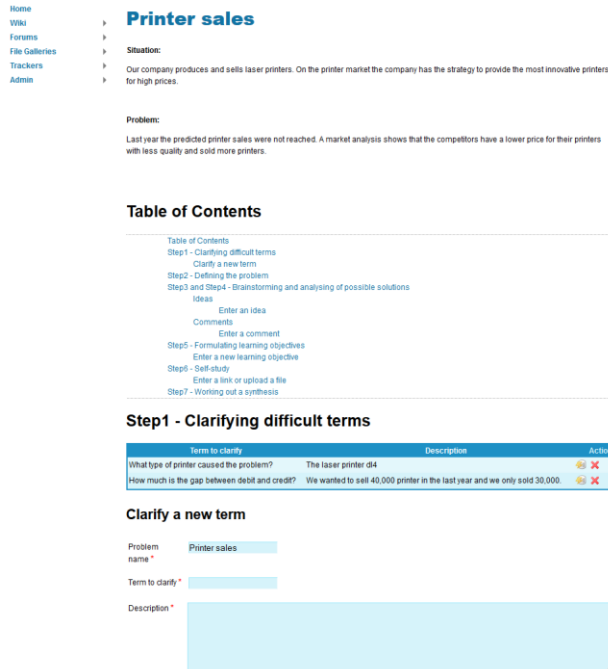 Home
Wiki
Forums
File Galleries
Trackers
Admin
Printer sales
Situation:
Our company produces and sells laser printers. On the printer market the company has the strategy to provide the most innovative printers
for high prices.
Problem:
Last year the predicted printer sales were not reached. A market analysis shows that the competitors have a lower price for their printers
with less quality and sold more printers.
Table of Contents
Table of Contents
Step1 - Clarifying difficult terms
Clarify a new term
Step2 - Defining the problem
Step3 and Step4 - Brainstorming and analysing of possible solutions
Ideas
Enter an idea
Comments
Enter a comment
Step5 - Formulating learning objectives
Enter a new learning objective
Step6 - Self-study
Enter a link or upload a file
Step7 - Working out a synthesis
Step1 - Clarifying difficult terms
Term to clarify Description Actio
What type of printer caused the problem? The laser printer dl4
How much is the gap between debit and credit? We wanted to sell 40,000 printer in the last year and we only sold 30,000.
Clarify a new term
Problem
name * Printer sales
Term to clarify *
Description *